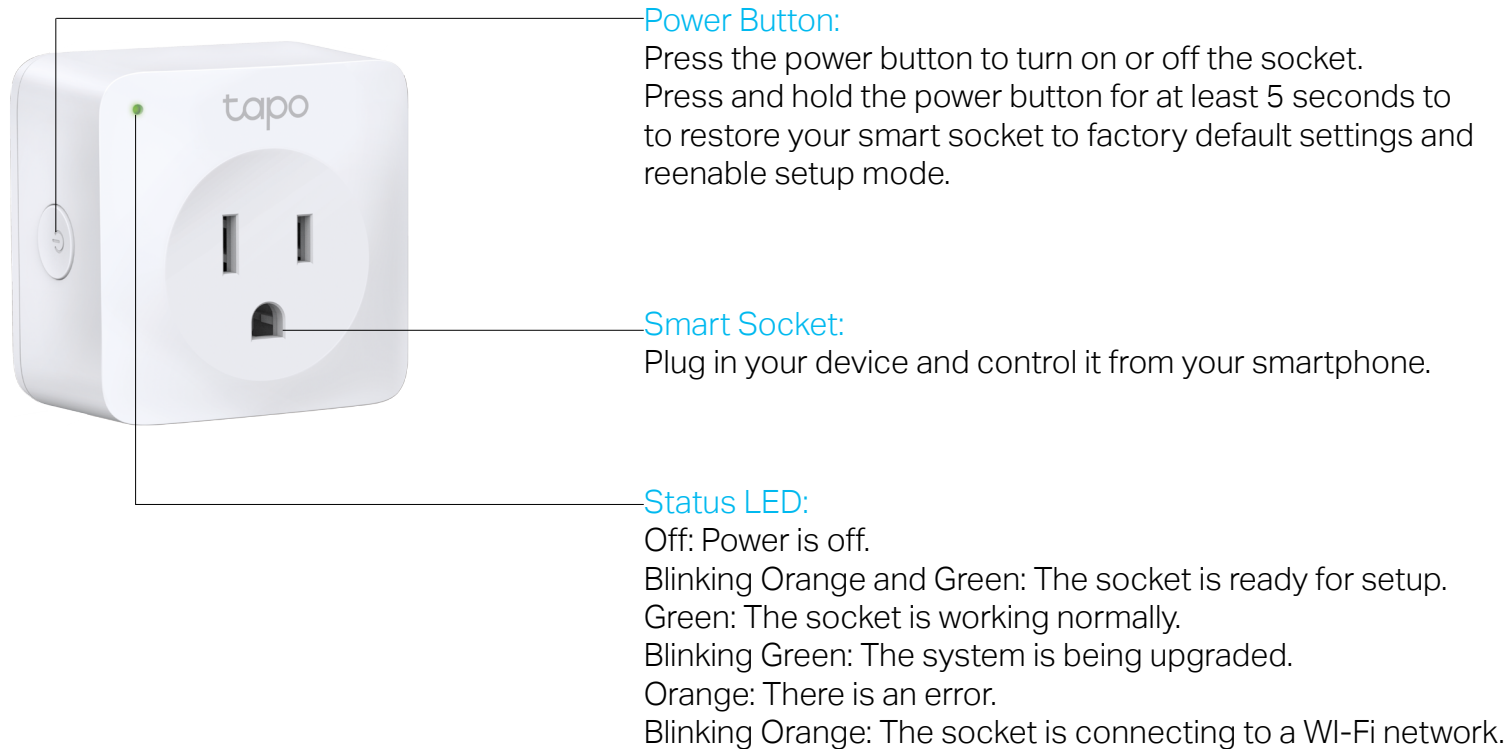 tapo
Power Button:
Press the power button to turn on or off the socket.
Press and hold the power button for at least 5 seconds to
to restore your smart socket to factory default settings and
reenable setup mode.
Smart Socket:
Plug in your device and control it from your smartphone.
Status LED:
Off: Power is off.
Blinking Orange and Green: The socket is ready for setup.
Green: The socket is working normally.
Blinking Green: The system is being upgraded.
Orange: There is an error.
Blinking Orange: The socket is connecting to a WI-Fi network.